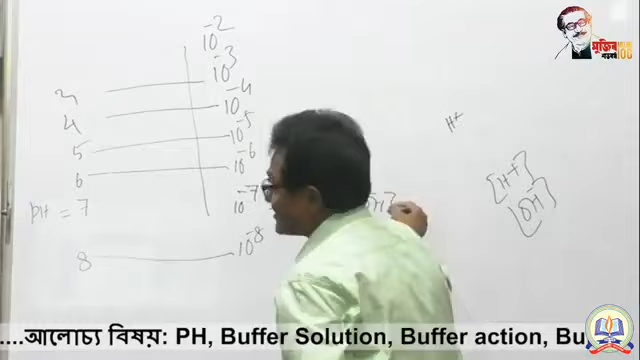 10⁻²
10⁻³
3
10⁻⁴
4
10⁻⁵
5
10⁻⁶
6
10⁻⁷
pH = 7
10⁻⁸
8
H⁺
[H⁺]
[OH⁻]
মুজিব
100
....আলোচ্য বিষয়: PH, Buffer Solution, Buffer action, Bu